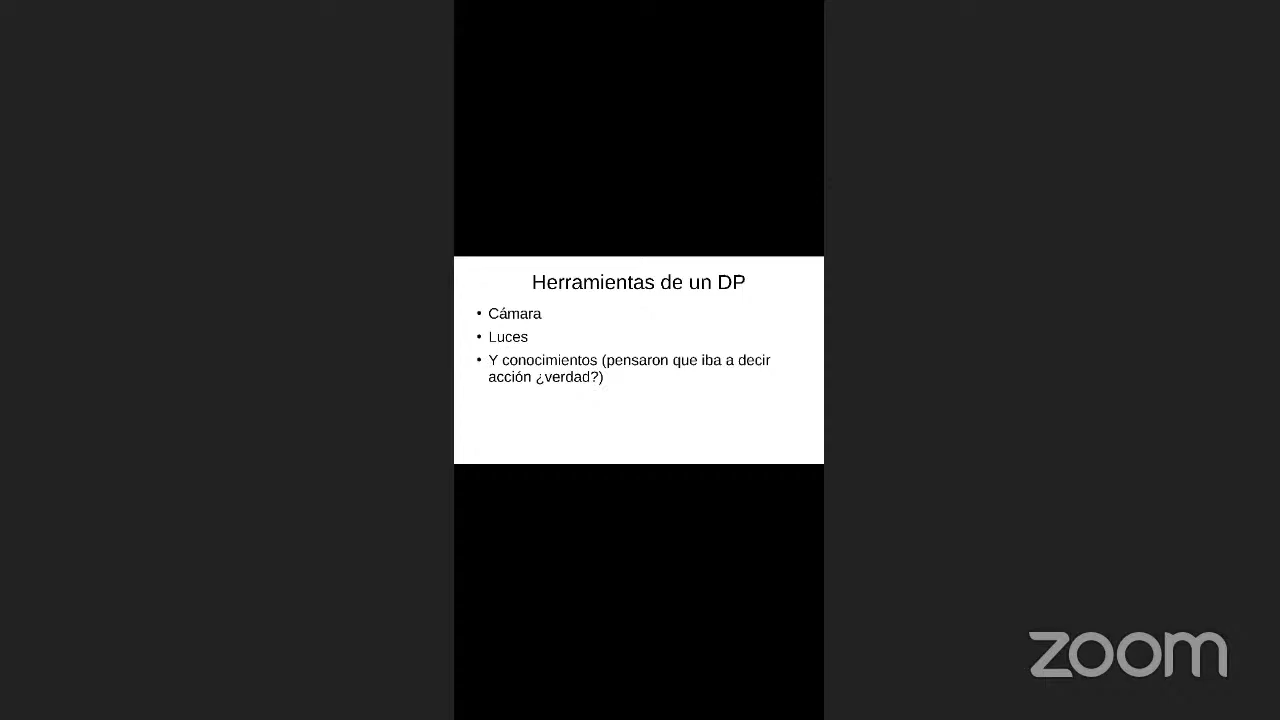 Herramientas de un DP
• Cámara
• Luces
• Y conocimientos (pensaron que iba a decir
acción ¿verdad?)
zoom